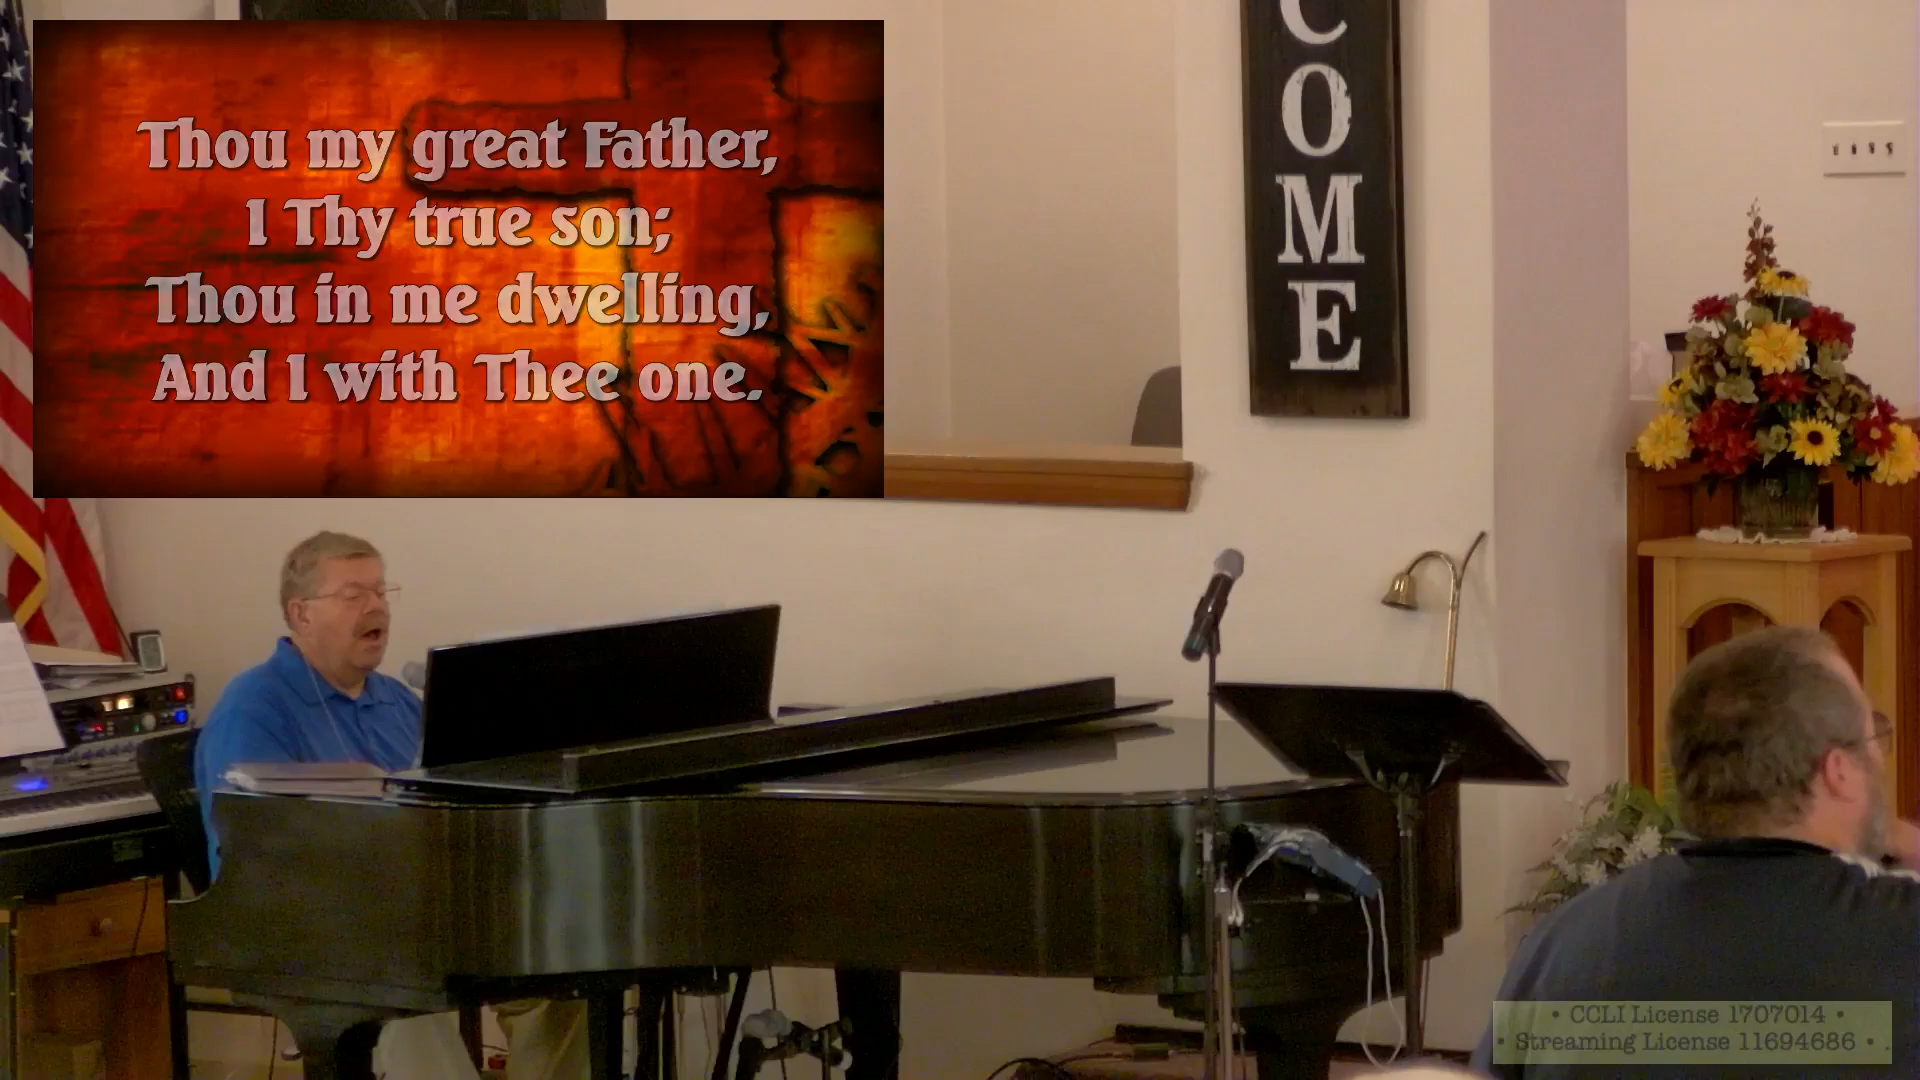 Thou my great Father,
I Thy true son;
Thou in me dwelling,
And I with Thee one.
COME
• CCLI License 1707014 •
• Streaming License 11694686 •